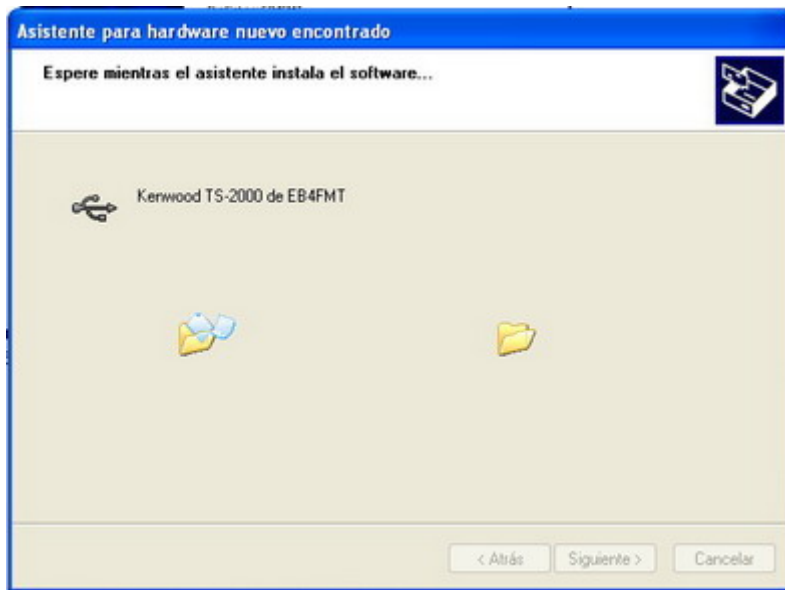 Asistente para hardware nuevo encontrado
Espere mientras el asistente instala el software...
Kenwood TS-2000 de EB4FMT
< Atrás
Siguiente >
Cancelar